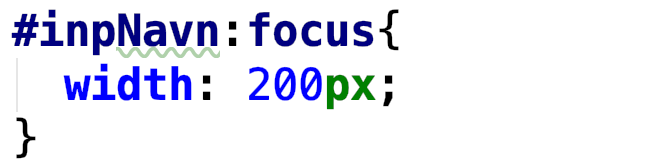 #inpNavn:focus{
  width: 200px;
}